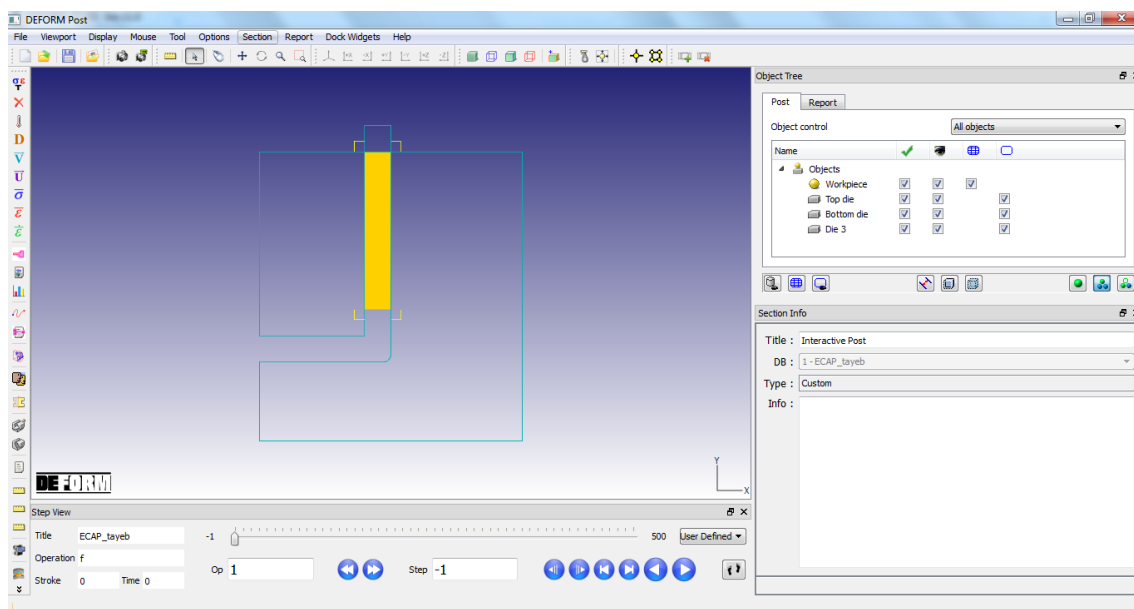 DEFORM Post
File Viewport Display Mouse Tool Options Section Report Dock Widgets Help
Object Tree
Post Report
Object control All objects
Name
Objects
Workpiece
Top die
Bottom die
Die 3
Section Info
Title : Interactive Post
DB : 1 - ECAP_tayeb
Type : Custom
Info :
σε
D
V
U
σ
ε
ε
Y
X
DEFORM
Step View
Title ECAP_tayeb -1 500 User Defined
Operation f
Op 1 Step -1
Stroke 0 Time 0